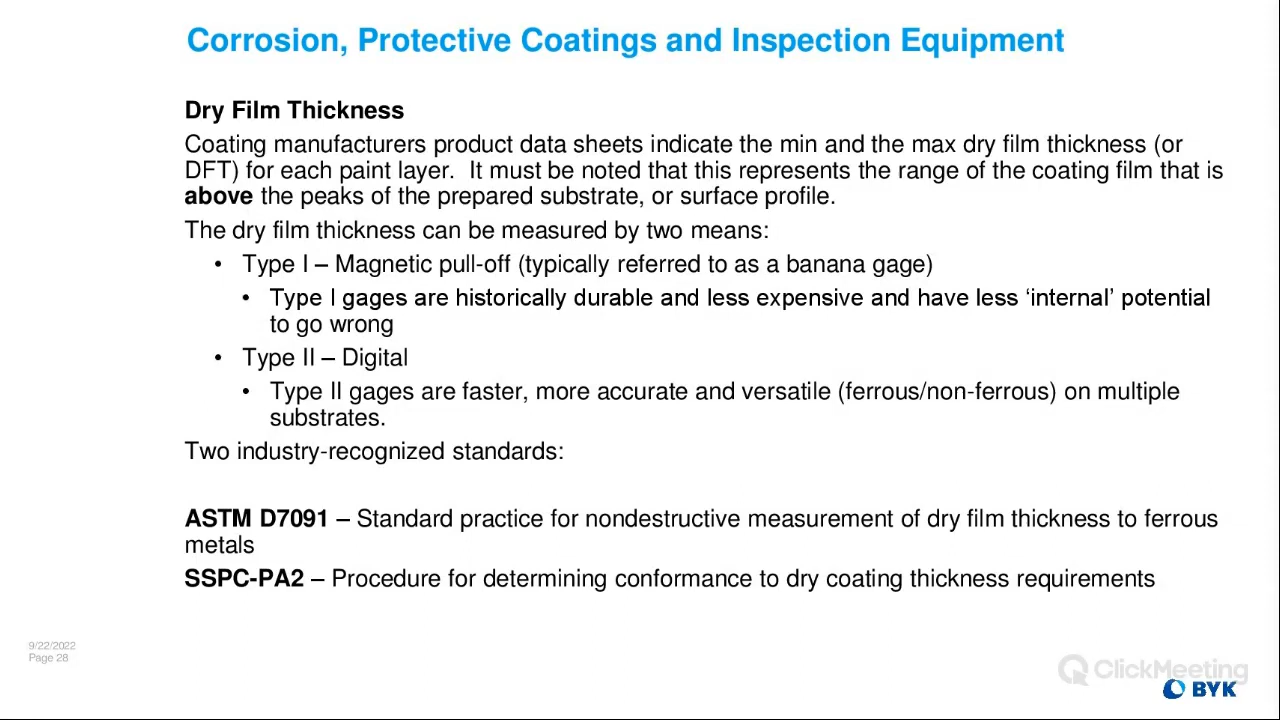 Corrosion, Protective Coatings and Inspection Equipment
Dry Film Thickness
Coating manufacturers product data sheets indicate the min and the max dry film thickness (or
DFT) for each paint layer.  It must be noted that this represents the range of the coating film that is
above the peaks of the prepared substrate, or surface profile.
The dry film thickness can be measured by two means:
• Type I – Magnetic pull-off (typically referred to as a banana gage)
• Type I gages are historically durable and less expensive and have less ‘internal’ potential
to go wrong
• Type II – Digital
• Type II gages are faster, more accurate and versatile (ferrous/non-ferrous) on multiple
substrates.
Two industry-recognized standards:
ASTM D7091 – Standard practice for nondestructive measurement of dry film thickness to ferrous
metals
SSPC-PA2 – Procedure for determining conformance to dry coating thickness requirements
9/22/2022
Page 28
ClickMeeting
BYK